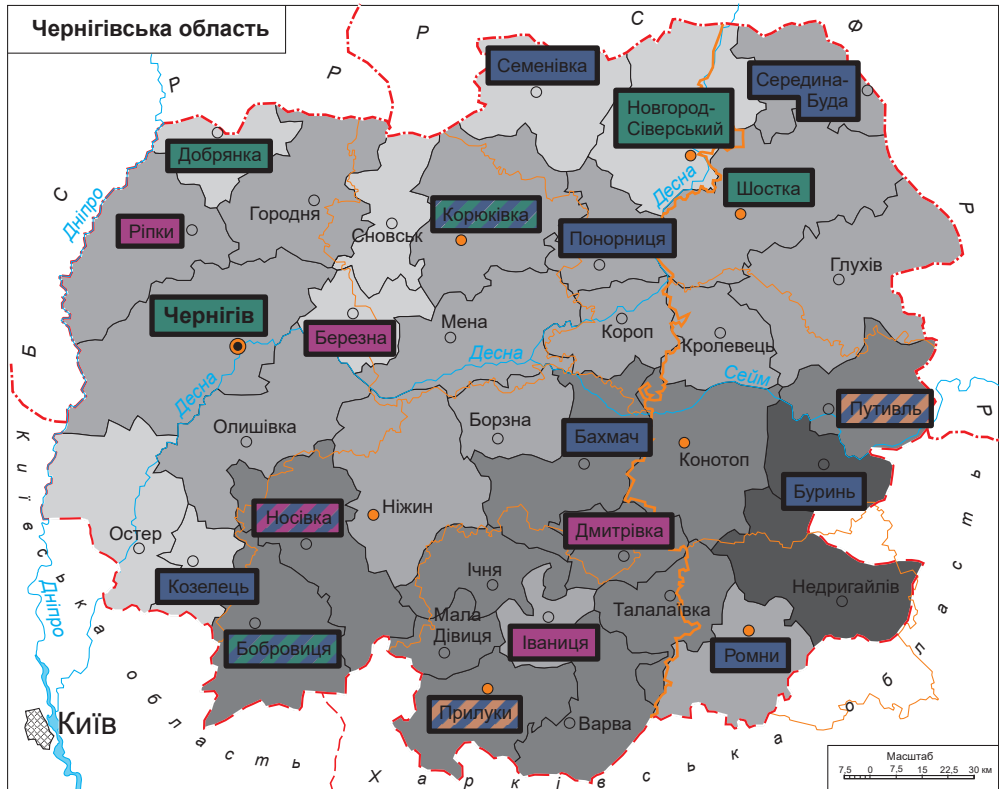 Чернігівська область
Р С Ф Р Р
Б С Р Р
Семенівка
Середина-
Буда
Новгород-
Сіверський
Добрянка
Десна
Шостка
Дніпро
Городня
Корюківка
Ріпки
Сновськ
Понорниця
Глухів
Чернігів
Березна
Мена
Короп
Кролевець
Десна
Сейм
Десна
Путивль
Олишівка
Борзна
Бахмач
Конотоп
Буринь
Носівка
Ніжин
Дмитрівка
Остер
Козелець
Ічня
Недригайлів
Талалаївка
Мала
Дівиця
Дніпро
Іваниця
Бобровиця
Ромни
Прилуки
Варва
Київ
Київська область
Харківська область
Масштаб
7,5 0 7,5 15 22,5 30 км